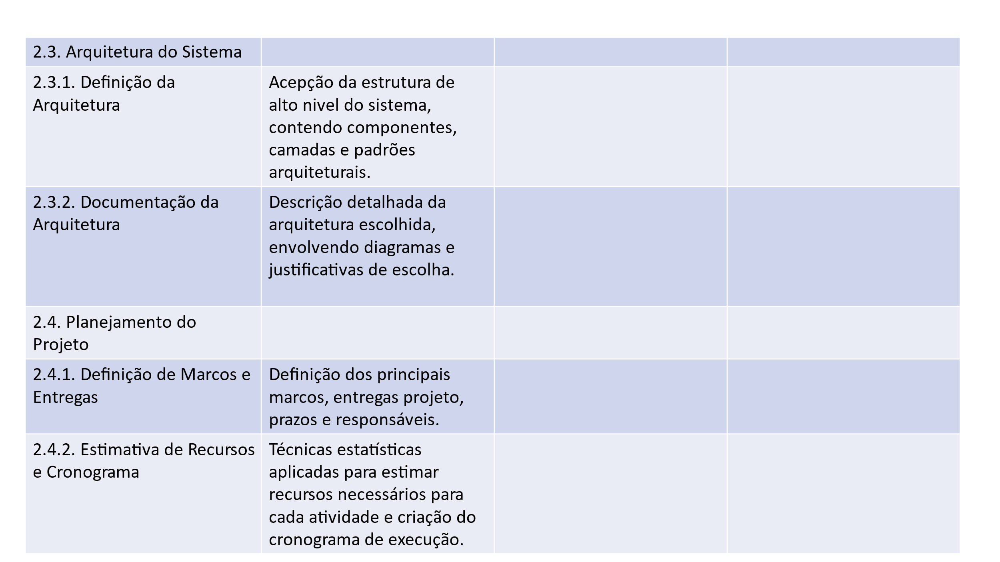 2.3. Arquitetura do Sistema
2.3.1. Definição da
Arquitetura
Acepção da estrutura de
alto nivel do sistema,
contendo componentes,
camadas e padrões
arquiteturais.
2.3.2. Documentação da
Arquitetura
Descrição detalhada da
arquitetura escolhida,
envolvendo diagramas e
justificativas de escolha.
2.4. Planejamento do
Projeto
2.4.1. Definição de Marcos e
Entregas
Definição dos principais
marcos, entregas projeto,
prazos e responsáveis.
2.4.2. Estimativa de Recursos
e Cronograma
Técnicas estatísticas
aplicadas para estimar
recursos necessários para
cada atividade e criação do
cronograma de execução.